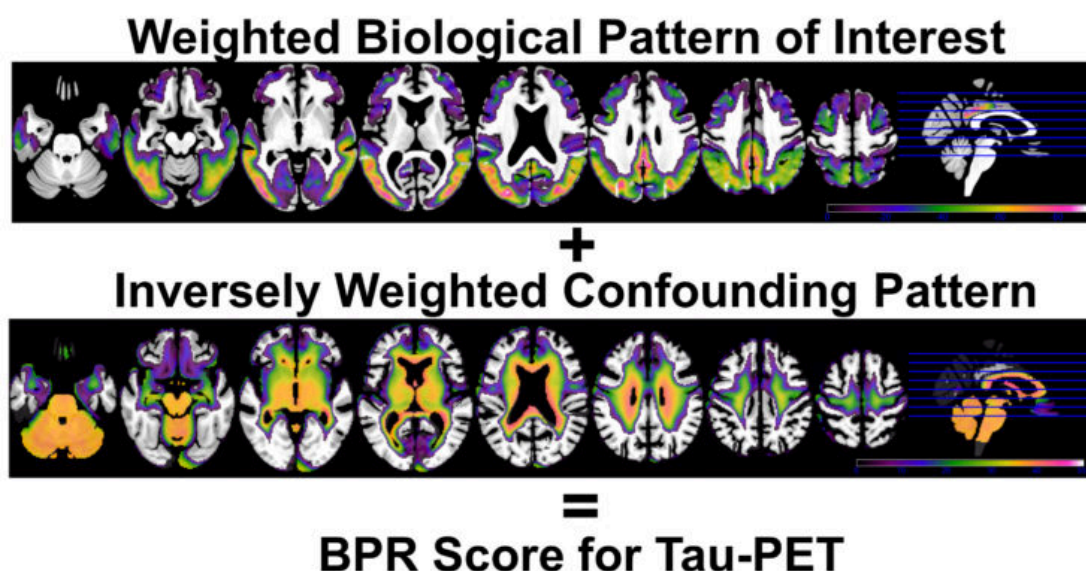 Weighted Biological Pattern of Interest
+
Inversely Weighted Confounding Pattern
=
BPR Score for Tau-PET